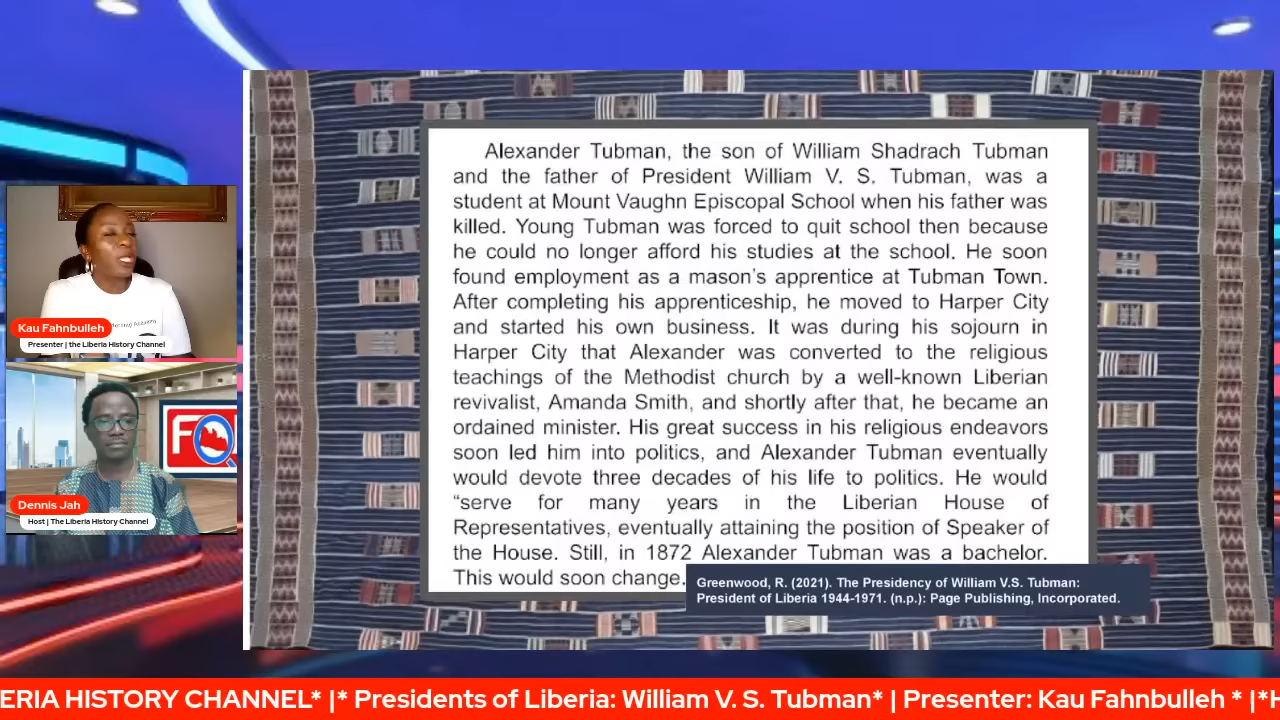 Alexander Tubman, the son of William Shadrach Tubman
and the father of President William V. S. Tubman, was a
student at Mount Vaughn Episcopal School when his father was
killed. Young Tubman was forced to quit school then because
he could no longer afford his studies at the school. He soon
found employment as a mason's apprentice at Tubman Town.
After completing his apprenticeship, he moved to Harper City
and started his own business. It was during his sojourn in
Harper City that Alexander was converted to the religious
teachings of the Methodist church by a well-known Liberian
revivalist, Amanda Smith, and shortly after that, he became an
ordained minister. His great success in his religious endeavors
soon led him into politics, and Alexander Tubman eventually
would devote three decades of his life to politics. He would
“serve for many years in the Liberian House of
Representatives, eventually attaining the position of Speaker of
the House. Still, in 1872 Alexander Tubman was a bachelor.
This would soon change.
Greenwood, R. (2021). The Presidency of William V.S. Tubman:
President of Liberia 1944-1971. (n.p.): Page Publishing, Incorporated.
Kau Fahnbulleh
Presenter | the Liberia History Channel
Dennis Jah
Host | The Liberia History Channel
ERIA HISTORY CHANNEL* |* Presidents of Liberia: William V. S. Tubman* | Presenter: Kau Fahnbulleh * |*H